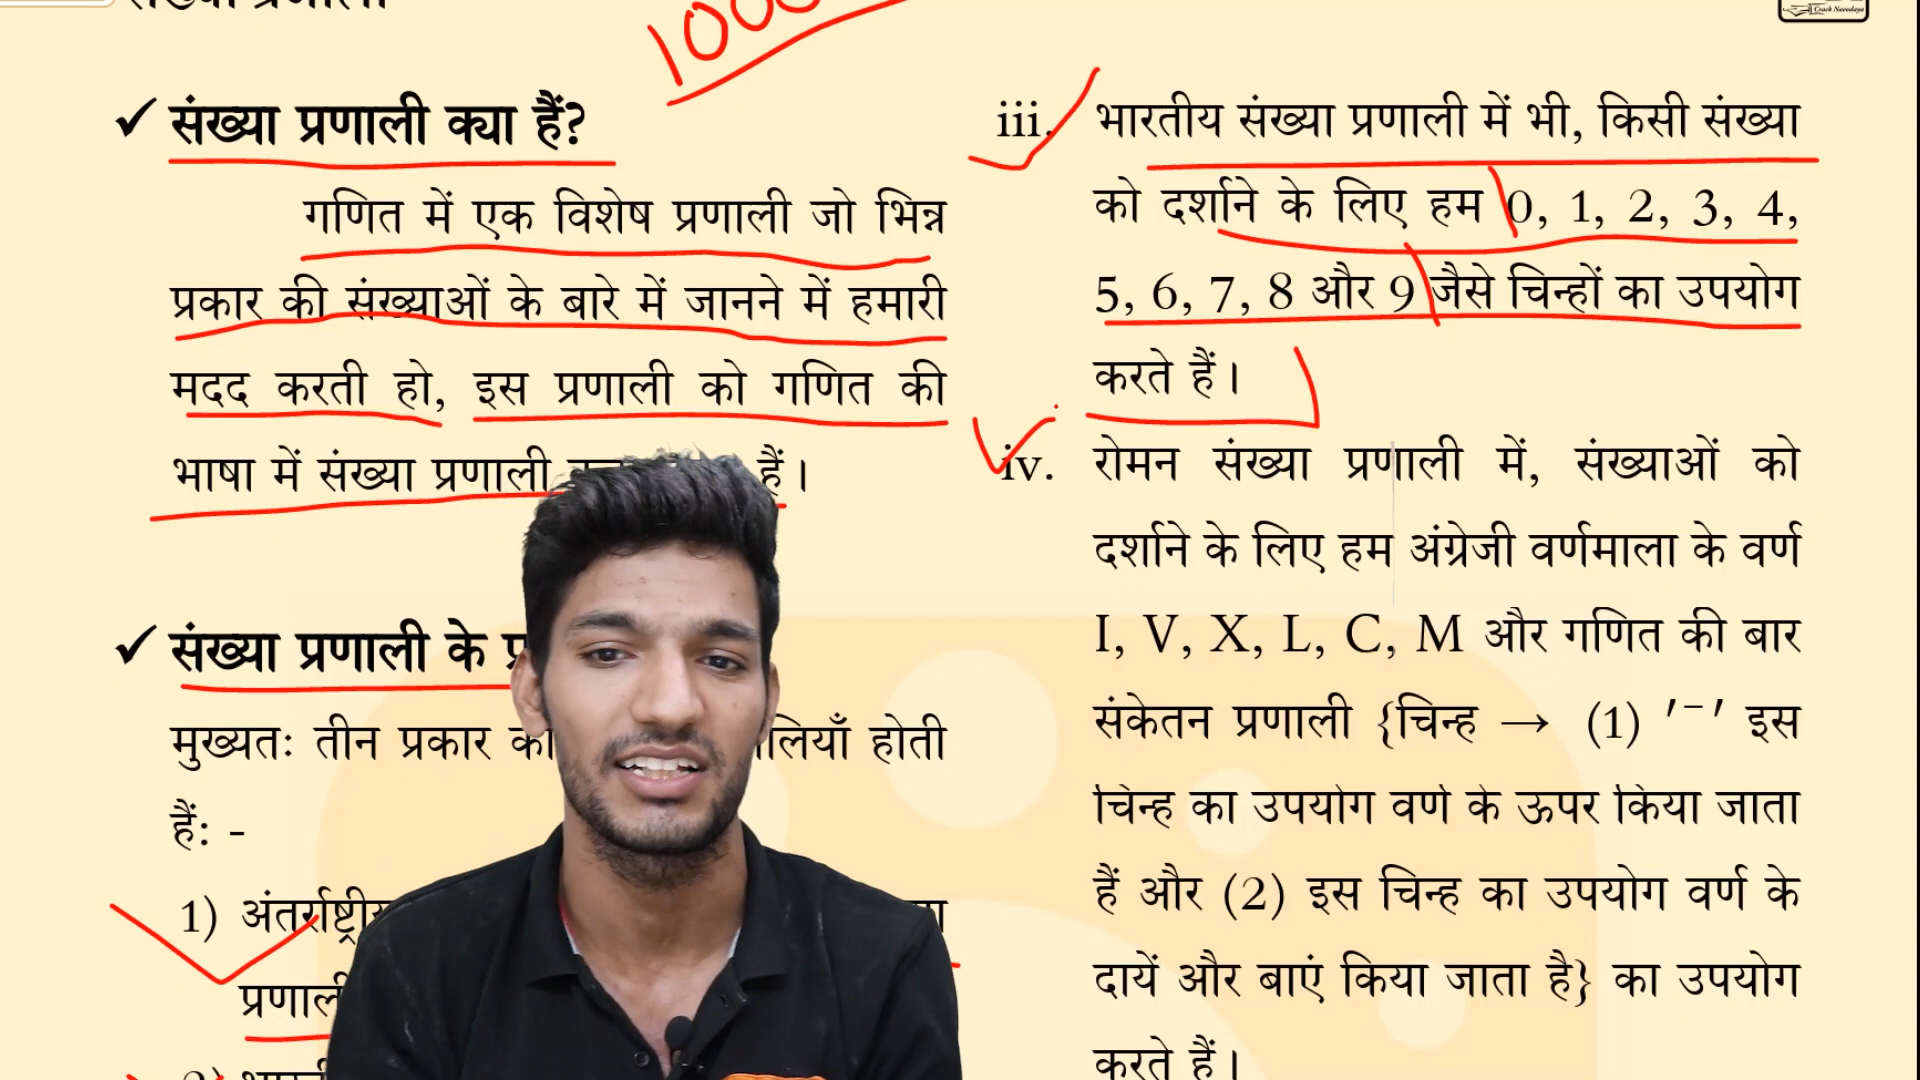 1000
Crack Navodaya
✓ संख्या प्रणाली क्या हैं?
गणित में एक विशेष प्रणाली जो भिन्न
प्रकार की संख्याओं के बारे में जानने में हमारी
मदद करती हो, इस प्रणाली को गणित की
भाषा में संख्या प्रणाली हैं।
✓ संख्या प्रणाली के
मुख्यतः तीन प्रकार होती
हैं: -
1) अंतर्राष्ट्रीय
iii. भारतीय संख्या प्रणाली में भी, किसी संख्या
को दर्शाने के लिए हम 0, 1, 2, 3, 4,
5, 6, 7, 8 और 9 जैसे चिन्हों का उपयोग
करते हैं।
iv. रोमन संख्या प्रणाली में, संख्याओं को
दर्शाने के लिए हम अंग्रेजी वर्णमाला के वर्ण
I, V, X, L, C, M और गणित की बार
संकेतन प्रणाली {चिन्ह → (1) '−' इस
चिन्ह का उपयोग वर्ण के ऊपर किया जाता
हैं और (2) इस चिन्ह का उपयोग वर्ण के
दायें और बाएं किया जाता है} का उपयोग
करते हैं।